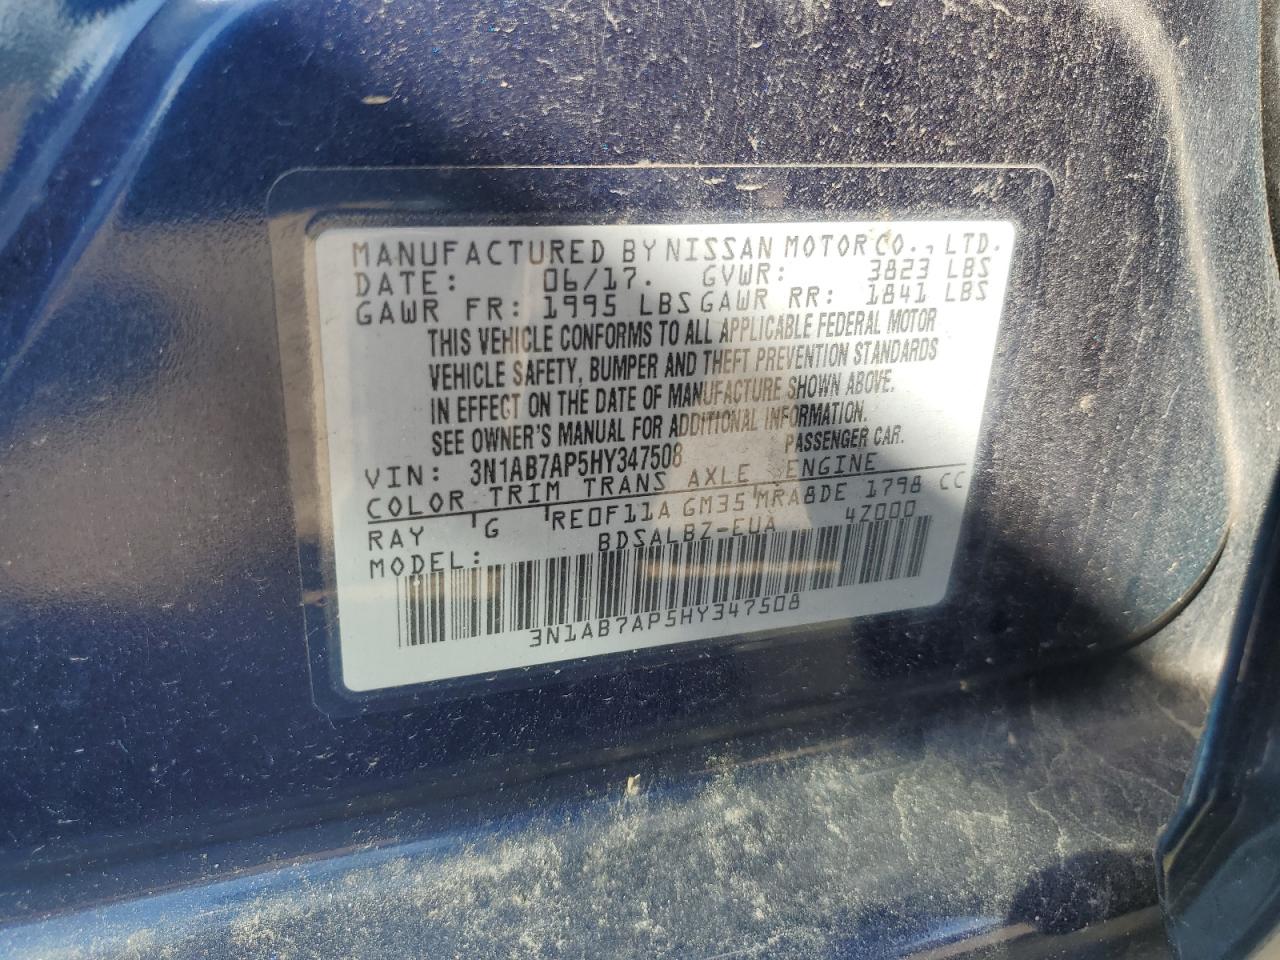 MANUFACTURED BY NISSAN MOTOR CO., LTD.
DATE: 06/17. GVWR: 3823 LBS
GAWR FR: 1995 LBS GAWR RR: 1841 LBS
THIS VEHICLE CONFORMS TO ALL APPLICABLE FEDERAL MOTOR
VEHICLE SAFETY, BUMPER AND THEFT PREVENTION STANDARDS
IN EFFECT ON THE DATE OF MANUFACTURE SHOWN ABOVE.
SEE OWNER'S MANUAL FOR ADDITIONAL INFORMATION.
VIN: 3N1AB7AP5HY347508 PASSENGER CAR.
COLOR TRIM TRANS AXLE ENGINE
RAY G RE0F11A GM35 MRA8DE 1798 CC
MODEL: BDSALBZ-EUA 4Z000
3N1AB7AP5HY347508